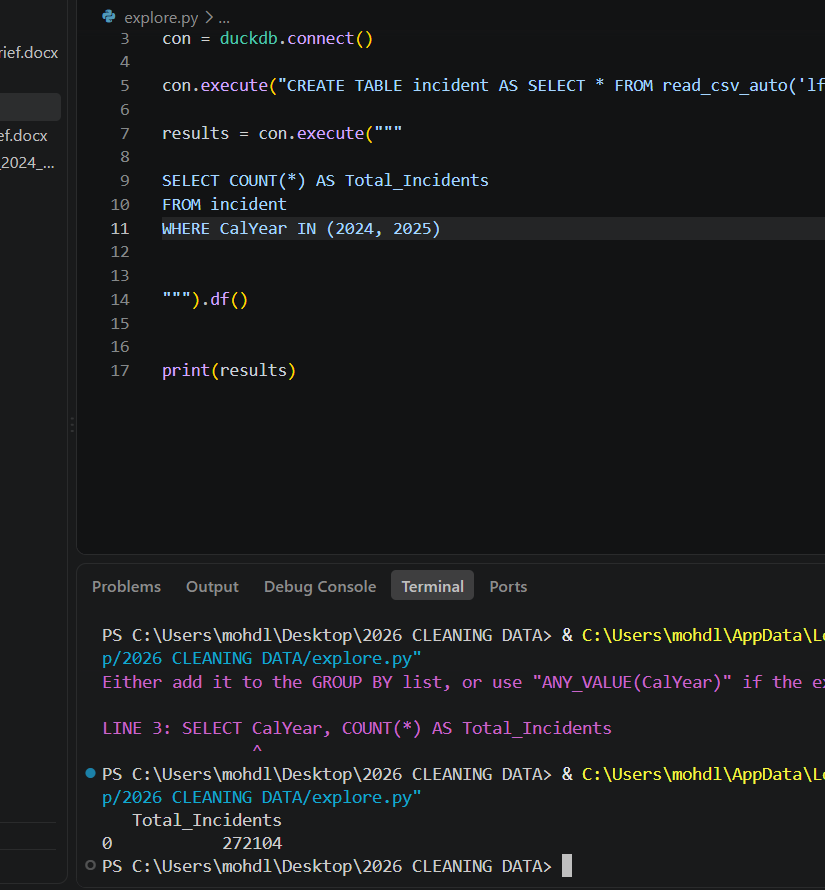 explore.py > ...
rief.docx
ef.docx
_2024_...
3 con = duckdb.connect()
4
5 con.execute("CREATE TABLE incident AS SELECT * FROM read_csv_auto('lf
6
7 results = con.execute("""
8
9 SELECT COUNT(*) AS Total_Incidents
10 FROM incident
11 WHERE CalYear IN (2024, 2025)
12
13
14 """).df()
15
16
17 print(results)
Problems Output Debug Console Terminal Ports
PS C:\Users\mohdl\Desktop\2026 CLEANING DATA> & C:\Users\mohdl\AppData\Lo
p/2026 CLEANING DATA/explore.py"
Either add it to the GROUP BY list, or use "ANY_VALUE(CalYear)" if the ex
LINE 3: SELECT CalYear, COUNT(*) AS Total_Incidents
^
PS C:\Users\mohdl\Desktop\2026 CLEANING DATA> & C:\Users\mohdl\AppData\Lo
p/2026 CLEANING DATA/explore.py"
Total_Incidents
0 272104
PS C:\Users\mohdl\Desktop\2026 CLEANING DATA>